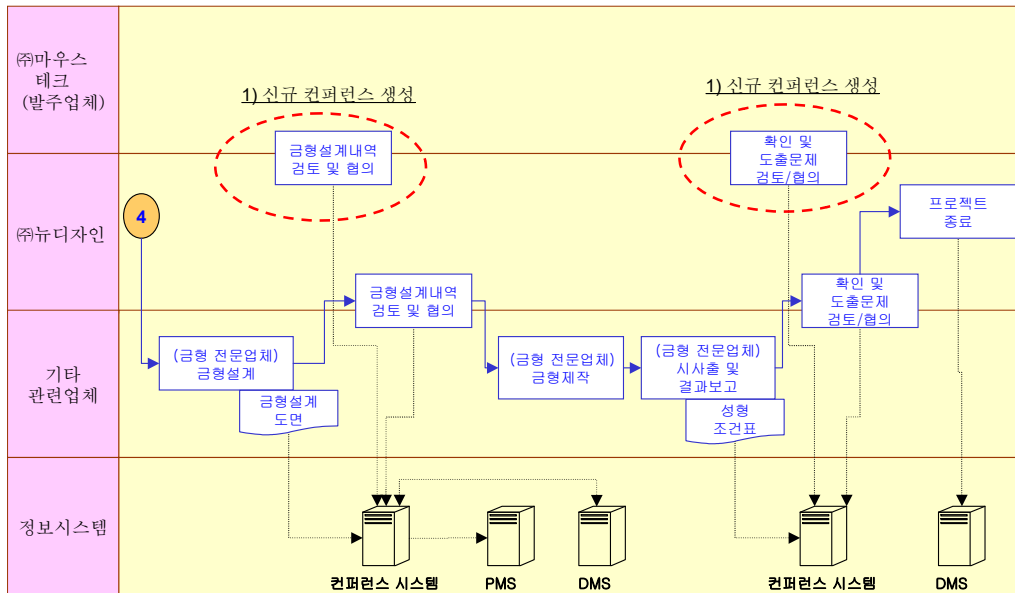 ㈜마우스
테크
(발주업체)
1) 신규 컨퍼런스 생성
1) 신규 컨퍼런스 생성
금형설계내역
검토 및 협의
확인 및
도출문제
검토/협의
㈜뉴디자인
4
프로젝트
종료
금형설계내역
검토 및 협의
확인 및
도출문제
검토/협의
기타
관련업체
(금형 전문업체)
금형설계
금형설계
도면
(금형 전문업체)
금형제작
(금형 전문업체)
시사출 및
결과보고
성형
조건표
정보시스템
컨퍼런스 시스템
PMS
DMS
컨퍼런스 시스템
DMS